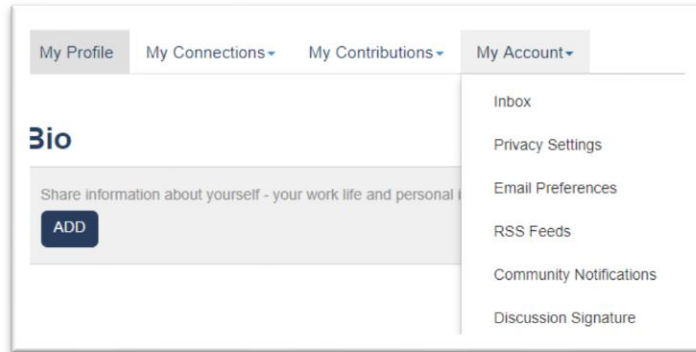 My Profile My Connections My Contributions My Account
Inbox
Bio
Privacy Settings
Share information about yourself - your work life and personal i
Email Preferences
ADD
RSS Feeds
Community Notifications
Discussion Signature